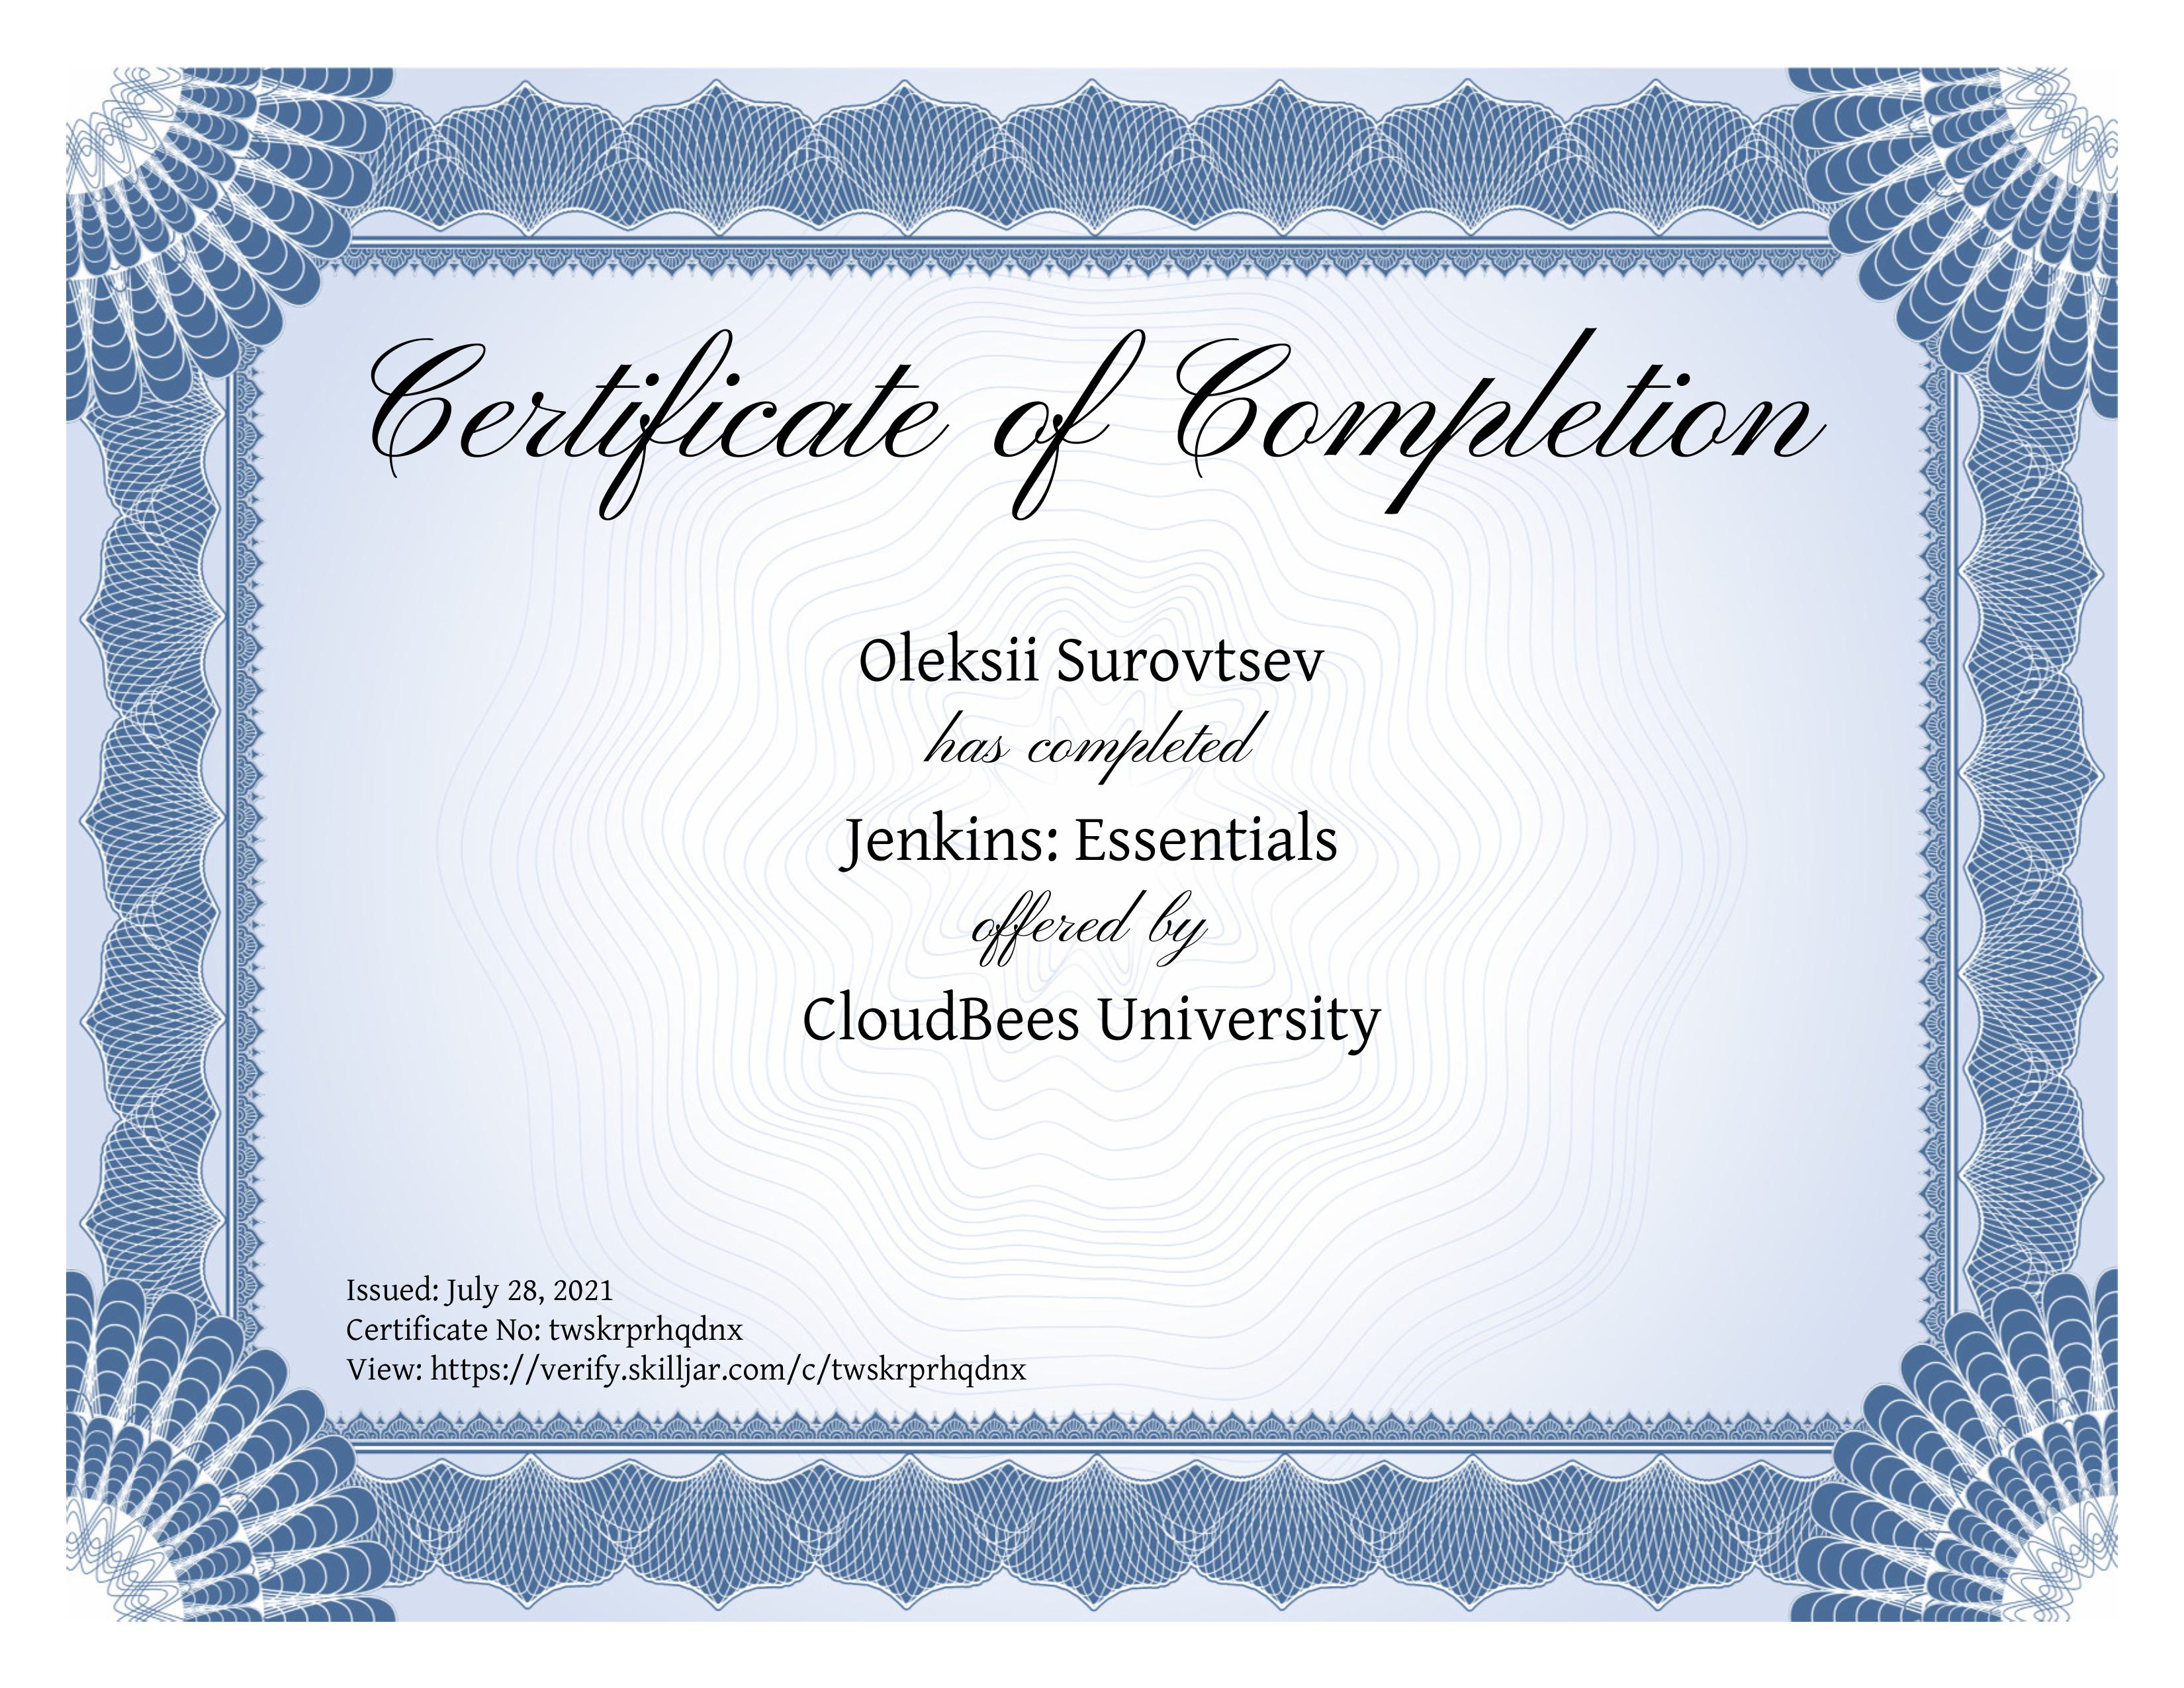 Certificate of Completion
Oleksii Surovtsev
has completed
Jenkins: Essentials
offered by
CloudBees University
Issued: July 28, 2021
Certificate No: twskrprhqdnx
View: https://verify.skilljar.com/c/twskrprhqdnx